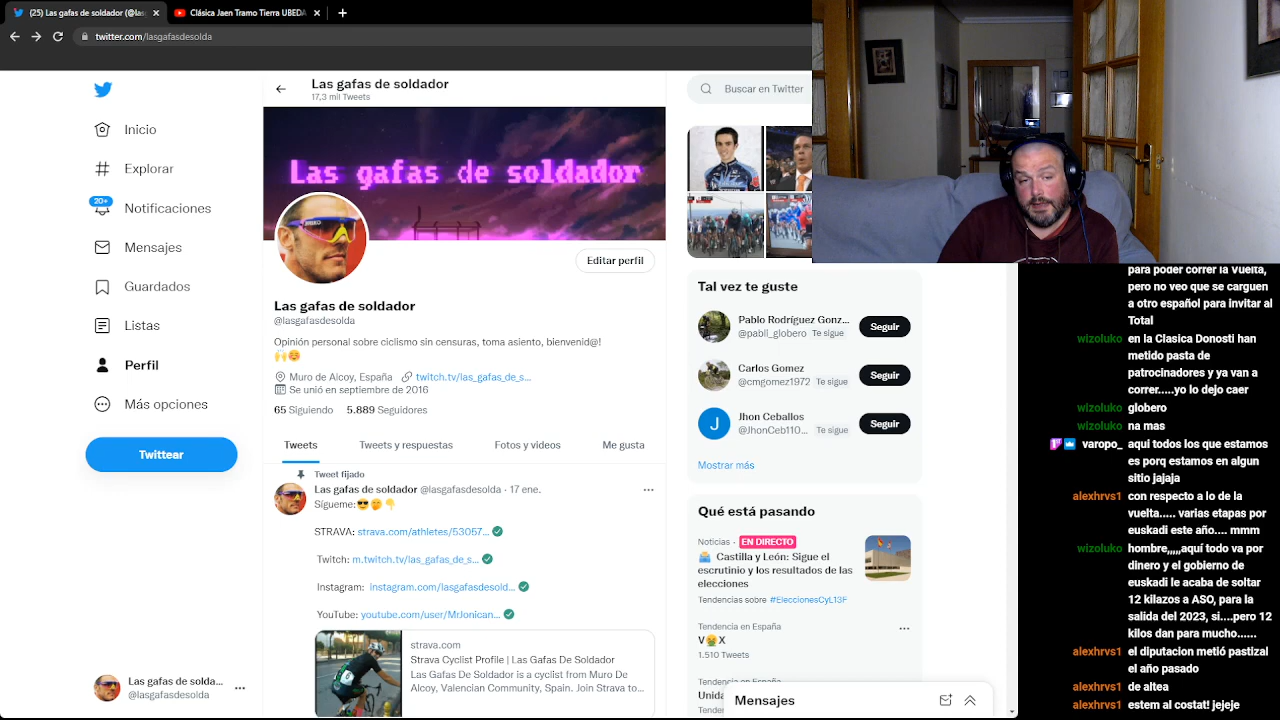 (25) Las gafas de soldador (@las
Clásica Jaen Tramo Tierra UBEDA
twitter.com/lasgafasdesolda
Las gafas de soldador
17,3 mil Tweets
Buscar en Twitter
Inicio
Explorar
20+
Notificaciones
Mensajes
Guardados
Listas
Perfil
Más opciones
Twittear
Las gafas de soldada
@lasgafasdesolda
Las gafas de soldador
Editar perfil
Las gafas de soldador
@lasgafasdesolda
Opinión personal sobre ciclismo sin censuras, toma asiento, bienvenid@!
🙌😊
Muro de Alcoy, España
twitch.tv/las_gafas_de_s...
Se unió en septiembre de 2016
65 Siguiendo 5.889 Seguidores
Tweets
Tweets y respuestas
Fotos y videos
Me gusta
Tweet fijado
Las gafas de soldador @lasgafasdesolda · 17 ene.
Sígueme:😎🤭👇
STRAVA: strava.com/athletes/53057...
Twitch: m.twitch.tv/las_gafas_de_s...
Instagram: instagram.com/lasgafasdesold...
YouTube: youtube.com/user/MrJonican...
strava.com
Strava Cyclist Profile | Las Gafas De Soldador
Las Gafas De Soldador is a cyclist from Muro De
Alcoy, Valencian Community, Spain. Join Strava to...
Tal vez te guste
Pablo Rodríguez Gonz...
@pabli_globero Te sigue
Seguir
Carlos Gomez
@cmgomez1972 Te sigue
Seguir
J
Jhon Ceballos
@JhonCeb110... Te sigue
Seguir
Mostrar más
Qué está pasando
Noticias · EN DIRECTO
🗳️ Castilla y León: Sigue el
escrutinio y los resultados de las
elecciones
Tendencias sobre #EleccionesCyL13F
Tendencia en España
V🤮X
1.510 Tweets
Tendencia en España
Unida
Tenden
Mensajes
para poder correr la Vuelta,
pero no veo que se carguen
a otro español para invitar al
Total
wizoluko en la Clasica Donosti han
metido pasta de
patrocinadores y ya van a
correr.....yo lo dejo caer
wizoluko globero
wizoluko na mas
varopo_ aqui todos los que estamos
es porq estamos en algun
sitio jajaja
alexhrvs1 con respecto a lo de la
vuelta..... varias etapas por
euskadi este año.... mmm
wizoluko hombre,,,,,aquí todo va por
dinero y el gobierno de
euskadi le acaba de soltar
12 kilazos a ASO, para la
salida del 2023, si....pero 12
kilos dan para mucho......
alexhrvs1 el diputacion metió pastizal
el año pasado
alexhrvs1 de altea
alexhrvs1 estem al costat! jejeje